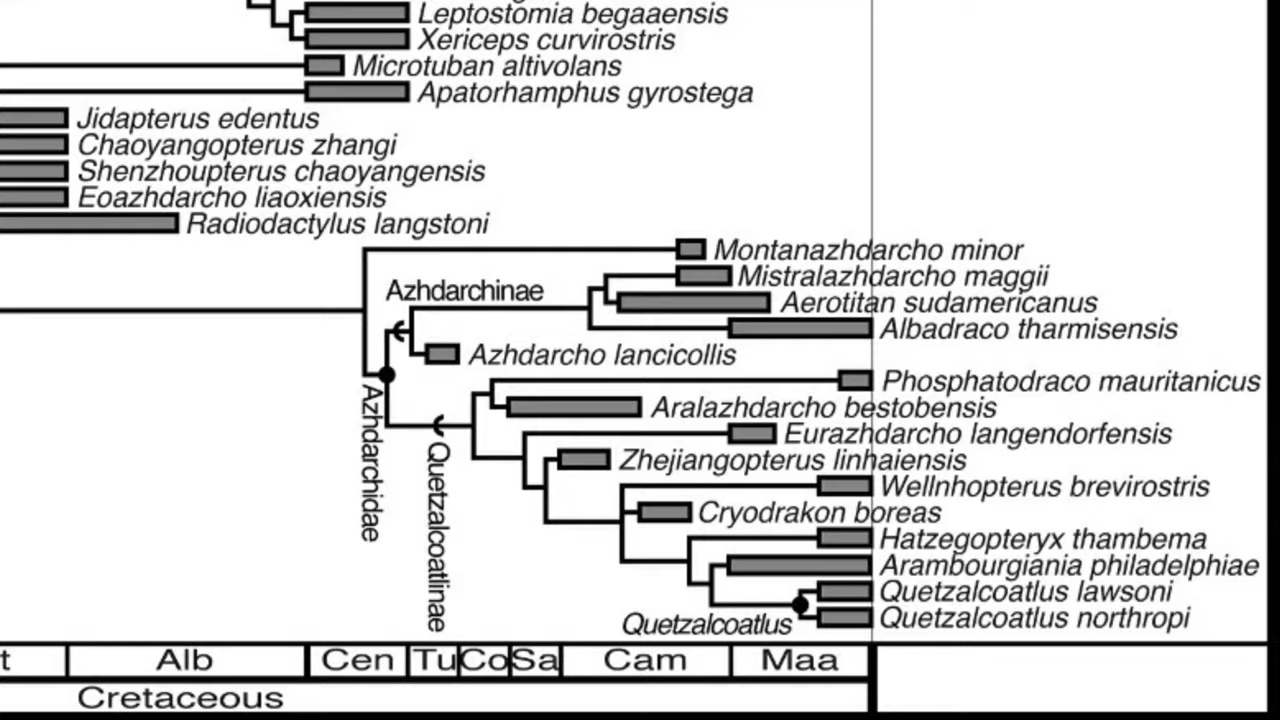 Leptostomia begaaensis
Xericeps curvirostris
Microtuban altivolans
Apatorhamphus gyrostega
Jidapterus edentus
Chaoyangopterus zhangi
Shenzhoupterus chaoyangensis
Eoazhdarcho liaoxiensis
Radiodactylus langstoni
Montanazhdarcho minor
Mistralazhdarcho maggii
Azhdarchinae
Aerotitan sudamericanus
Albadraco tharmisensis
Azhdarcho lancicollis
Phosphatodraco mauritanicus
Aralazhdarcho bestobensis
Eurazhdarcho langendorfensis
Zhejiangopterus linhaiensis
Azhdarchidae
Quetzalcoatlinae
Wellnhopterus brevirostris
Cryodrakon boreas
Hatzegopteryx thambema
Arambourgiania philadelphiae
Quetzalcoatlus lawsoni
Quetzalcoatlus northropi
Quetzalcoatlus
t Alb Cen Tu Co Sa Cam Maa
Cretaceous